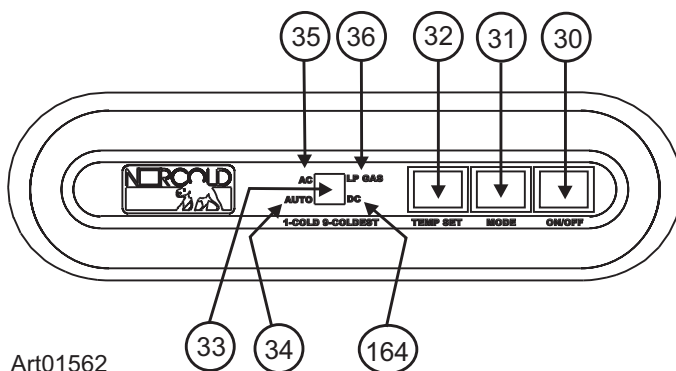 35 36 32 31 30
NORCOLD
AC LP GAS
AUTO DC
1-COLD 9-COLDEST TEMP SET MODE ON/OFF
33 34 164
Art01562